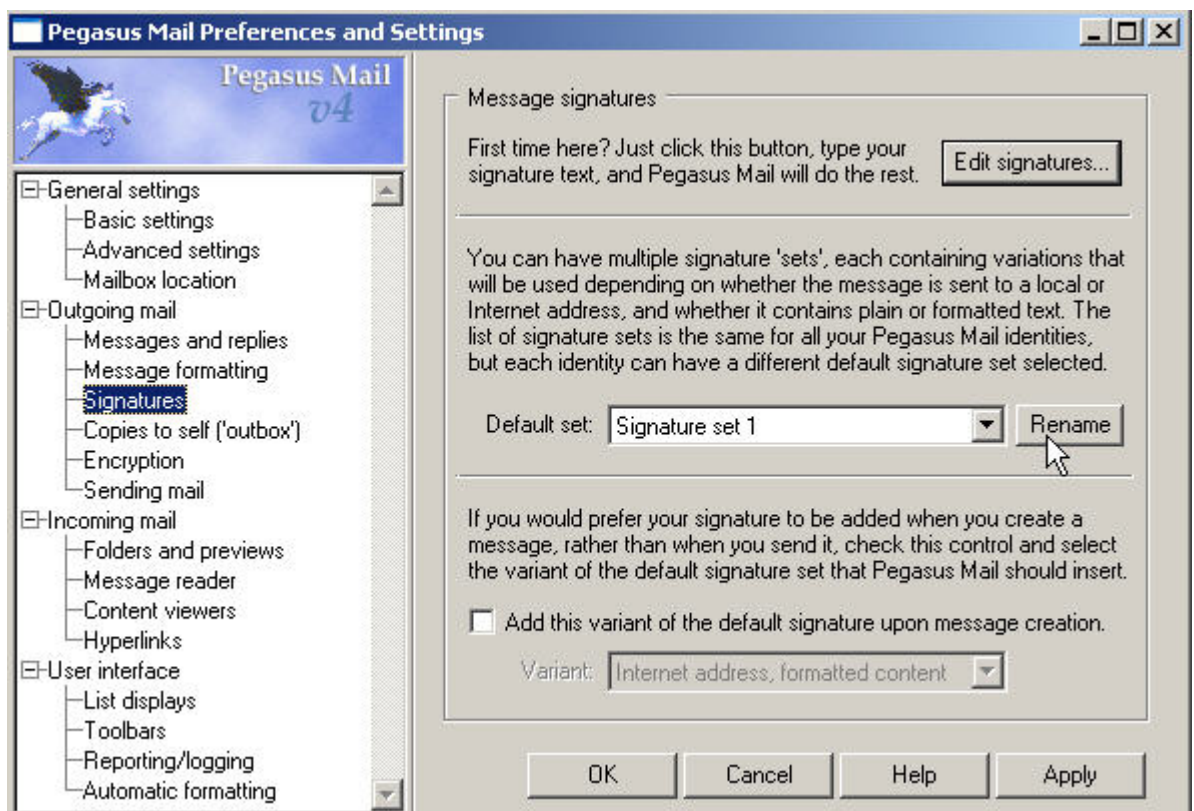 Pegasus Mail Preferences and Settings
Pegasus Mail
v4
General settings
Basic settings
Advanced settings
Mailbox location
Outgoing mail
Messages and replies
Message formatting
Signatures
Copies to self ('outbox')
Encryption
Sending mail
Incoming mail
Folders and previews
Message reader
Content viewers
Hyperlinks
User interface
List displays
Toolbars
Reporting/logging
Automatic formatting
Message signatures
First time here? Just click this button, type your
signature text, and Pegasus Mail will do the rest.
Edit signatures...
You can have multiple signature 'sets', each containing variations that
will be used depending on whether the message is sent to a local or
Internet address, and whether it contains plain or formatted text. The
list of signature sets is the same for all your Pegasus Mail identities,
but each identity can have a different default signature set selected.
Default set: Signature set 1 Rename
If you would prefer your signature to be added when you create a
message, rather than when you send it, check this control and select
the variant of the default signature set that Pegasus Mail should insert.
Add this variant of the default signature upon message creation.
Variant: Internet address, formatted content
OK Cancel Help Apply